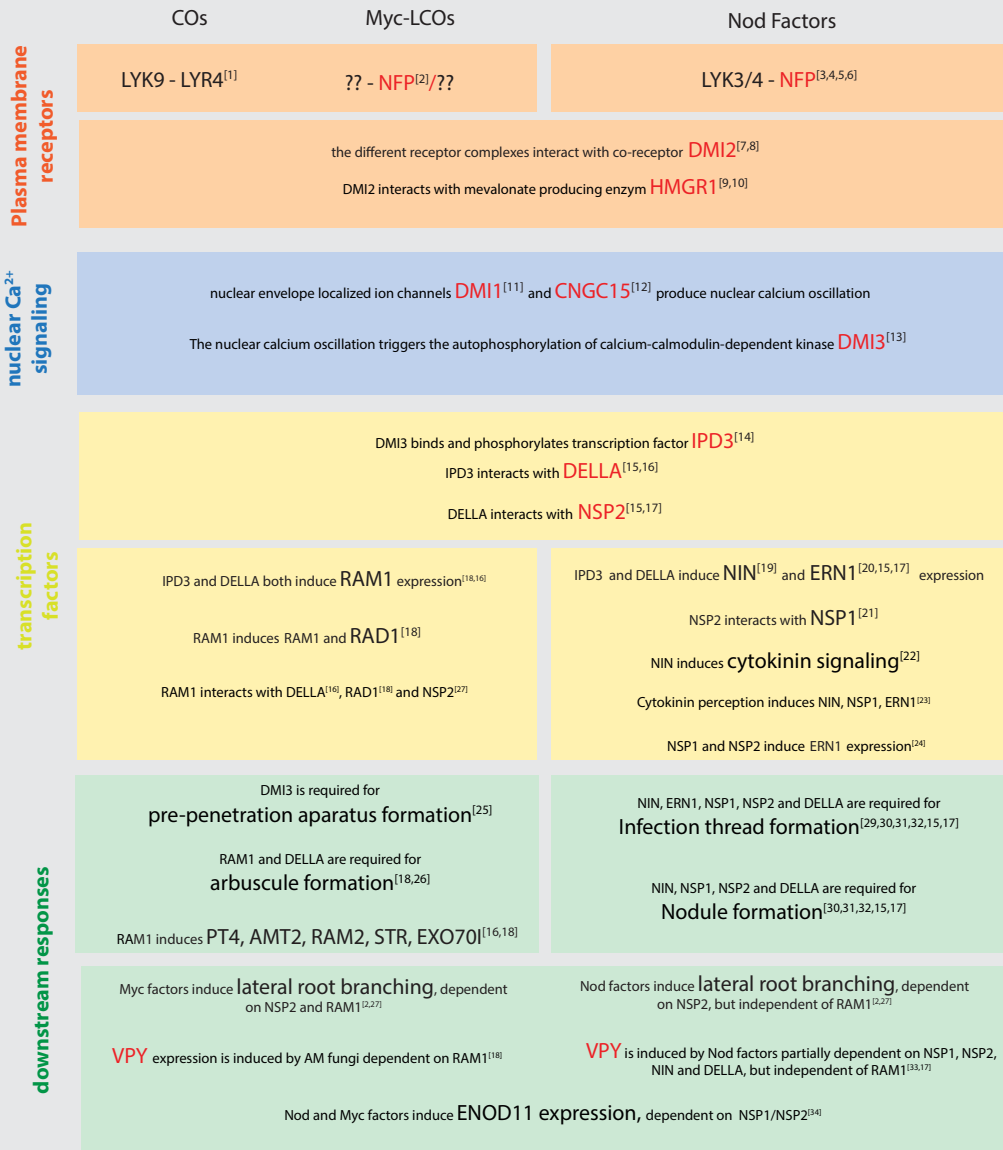 COs
Myc-LCOs
Nod Factors
Plasma membrane
receptors
LYK9 - LYR4[1]
?? - NFP[2]/??
LYK3/4 - NFP[3,4,5,6]
the different receptor complexes interact with co-receptor DMI2[7,8]
DMI2 interacts with mevalonate producing enzym HMGR1[9,10]
nuclear Ca2+
signaling
nuclear envelope localized ion channels DMI1[11] and CNGC15[12] produce nuclear calcium oscillation
The nuclear calcium oscillation triggers the autophosphorylation of calcium-calmodulin-dependent kinase DMI3[13]
transcription
factors
DMI3 binds and phosphorylates transcription factor IPD3[14]
IPD3 interacts with DELLA[15,16]
DELLA interacts with NSP2[15,17]
IPD3 and DELLA both induce RAM1 expression[18,16]
RAM1 induces RAM1 and RAD1[18]
RAM1 interacts with DELLA[16], RAD1[18] and NSP2[27]
IPD3 and DELLA induce NIN[19] and ERN1[20,15,17] expression
NSP2 interacts with NSP1[21]
NIN induces cytokinin signaling[22]
Cytokinin perception induces NIN, NSP1, ERN1[23]
NSP1 and NSP2 induce ERN1 expression[24]
downstream responses
DMI3 is required for
pre-penetration aparatus formation[25]
RAM1 and DELLA are required for
arbuscule formation[18,26]
RAM1 induces PT4, AMT2, RAM2, STR, EXO70I[16,18]
NIN, ERN1, NSP1, NSP2 and DELLA are required for
Infection thread formation[29,30,31,32,15,17]
NIN, NSP1, NSP2 and DELLA are required for
Nodule formation[30,31,32,15,17]
Myc factors induce lateral root branching, dependent
on NSP2 and RAM1[2,27]
VPY expression is induced by AM fungi dependent on RAM1[18]
Nod factors induce lateral root branching, dependent
on NSP2, but independent of RAM1[2,27]
VPY is induced by Nod factors partially dependent on NSP1, NSP2,
NIN and DELLA, but independent of RAM1[33,17]
Nod and Myc factors induce ENOD11 expression, dependent on NSP1/NSP2[34]